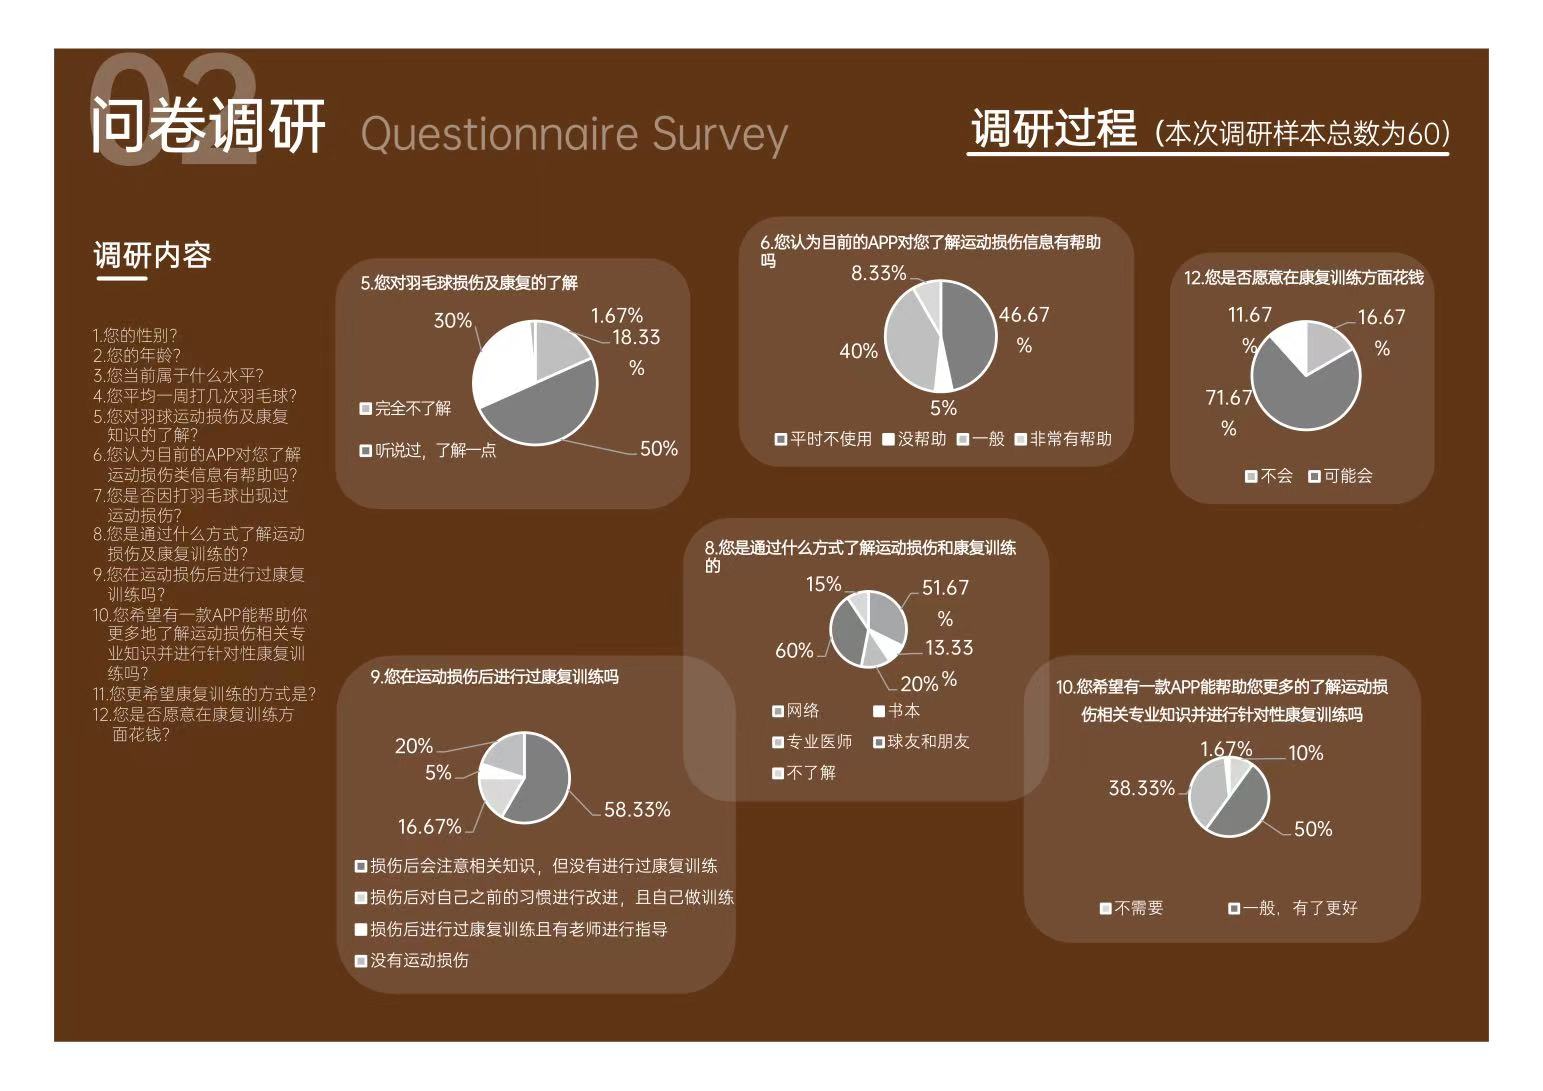 02
问卷调研
Questionnaire Survey
调研过程（本次调研样本总数为60）
调研内容
1.您的性别？
2.您的年龄？
3.您当前属于什么水平？
4.您平均一周打几次羽毛球？
5.您对羽球运动损伤及康复
知识的了解？
6.您认为目前的APP对您了解
运动损伤类信息有帮助吗？
7.您是否因打羽毛球出现过
运动损伤？
8.您是通过什么方式了解运动
损伤及康复训练的？
9.您在运动损伤后进行过康复
训练吗？
10.您希望有一款APP能帮助你
更多地了解运动损伤相关专
业知识并进行针对性康复训
练吗？
11.您更希望康复训练的方式是？
12.您是否愿意在康复训练方
面花钱？
5.您对羽毛球损伤及康复的了解
30%
1.67%
18.33
%
50%
完全不了解
听说过，了解一点
6.您认为目前的APP对您了解运动损伤信息有帮助
吗
8.33%
46.67
%
40%
5%
平时不使用 没帮助 一般 非常有帮助
12.您是否愿意在康复训练方面花钱
11.67
%
16.67
%
71.67
%
不会 可能会
8.您是通过什么方式了解运动损伤和康复训练
的
15%
51.67
%
60%
13.33
%
20%
网络 书本
专业医师 球友和朋友
不了解
9.您在运动损伤后进行过康复训练吗
20%
5%
16.67%
58.33%
损伤后会注意相关知识，但没有进行过康复训练
损伤后对自己之前的习惯进行改进，且自己做训练
损伤后进行过康复训练且有老师进行指导
没有运动损伤
10.您希望有一款APP能帮助您更多的了解运动损
伤相关专业知识并进行针对性康复训练吗
1.67%
10%
38.33%
50%
不需要 一般，有了更好